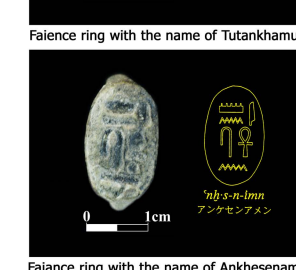 Faience ring with the name of Tutankhamu
ꜥnḫ·s-n-imn
アンケセンアメン
0 1cm
Faiance ring with the name of Ankhesenam